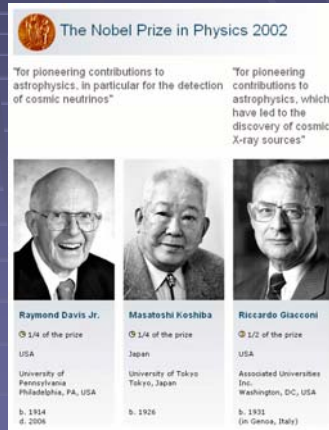 The Nobel Prize in Physics 2002
"for pioneering contributions to
astrophysics, in particular for the detection
of cosmic neutrinos"
"for pioneering
contributions to
astrophysics, which
have led to the
discovery of cosmic
X-ray sources"
Raymond Davis Jr.
1/4 of the prize
USA
University of
Pennsylvania
Philadelphia, PA, USA
b. 1914
d. 2006
Masatoshi Koshiba
1/4 of the prize
Japan
University of Tokyo
Tokyo, Japan
b. 1926
Riccardo Giacconi
1/2 of the prize
USA
Associated Universities
Inc.
Washington, DC, USA
b. 1931
(in Genoa, Italy)